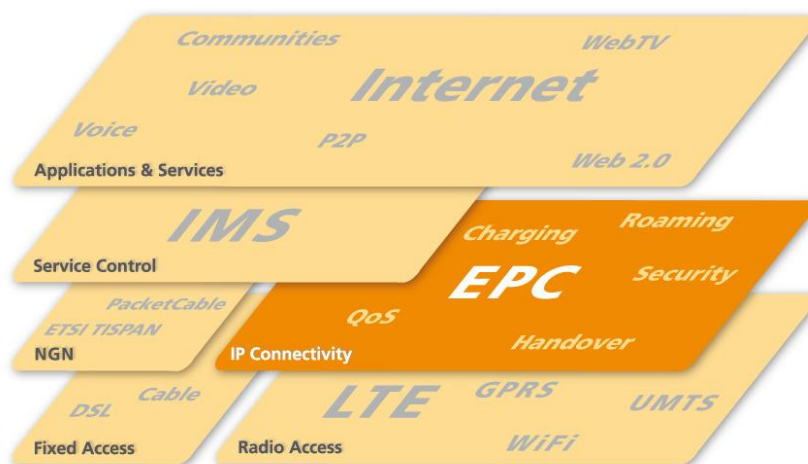 Communities
WebTV
Internet
Video
Voice
P2P
Web 2.0
Applications & Services
IMS
Service Control
Charging
Roaming
EPC
Security
QoS
Handover
IP Connectivity
PacketCable
ETSI TISPAN
NGN
Cable
DSL
Fixed Access
LTE
GPRS
UMTS
WiFi
Radio Access